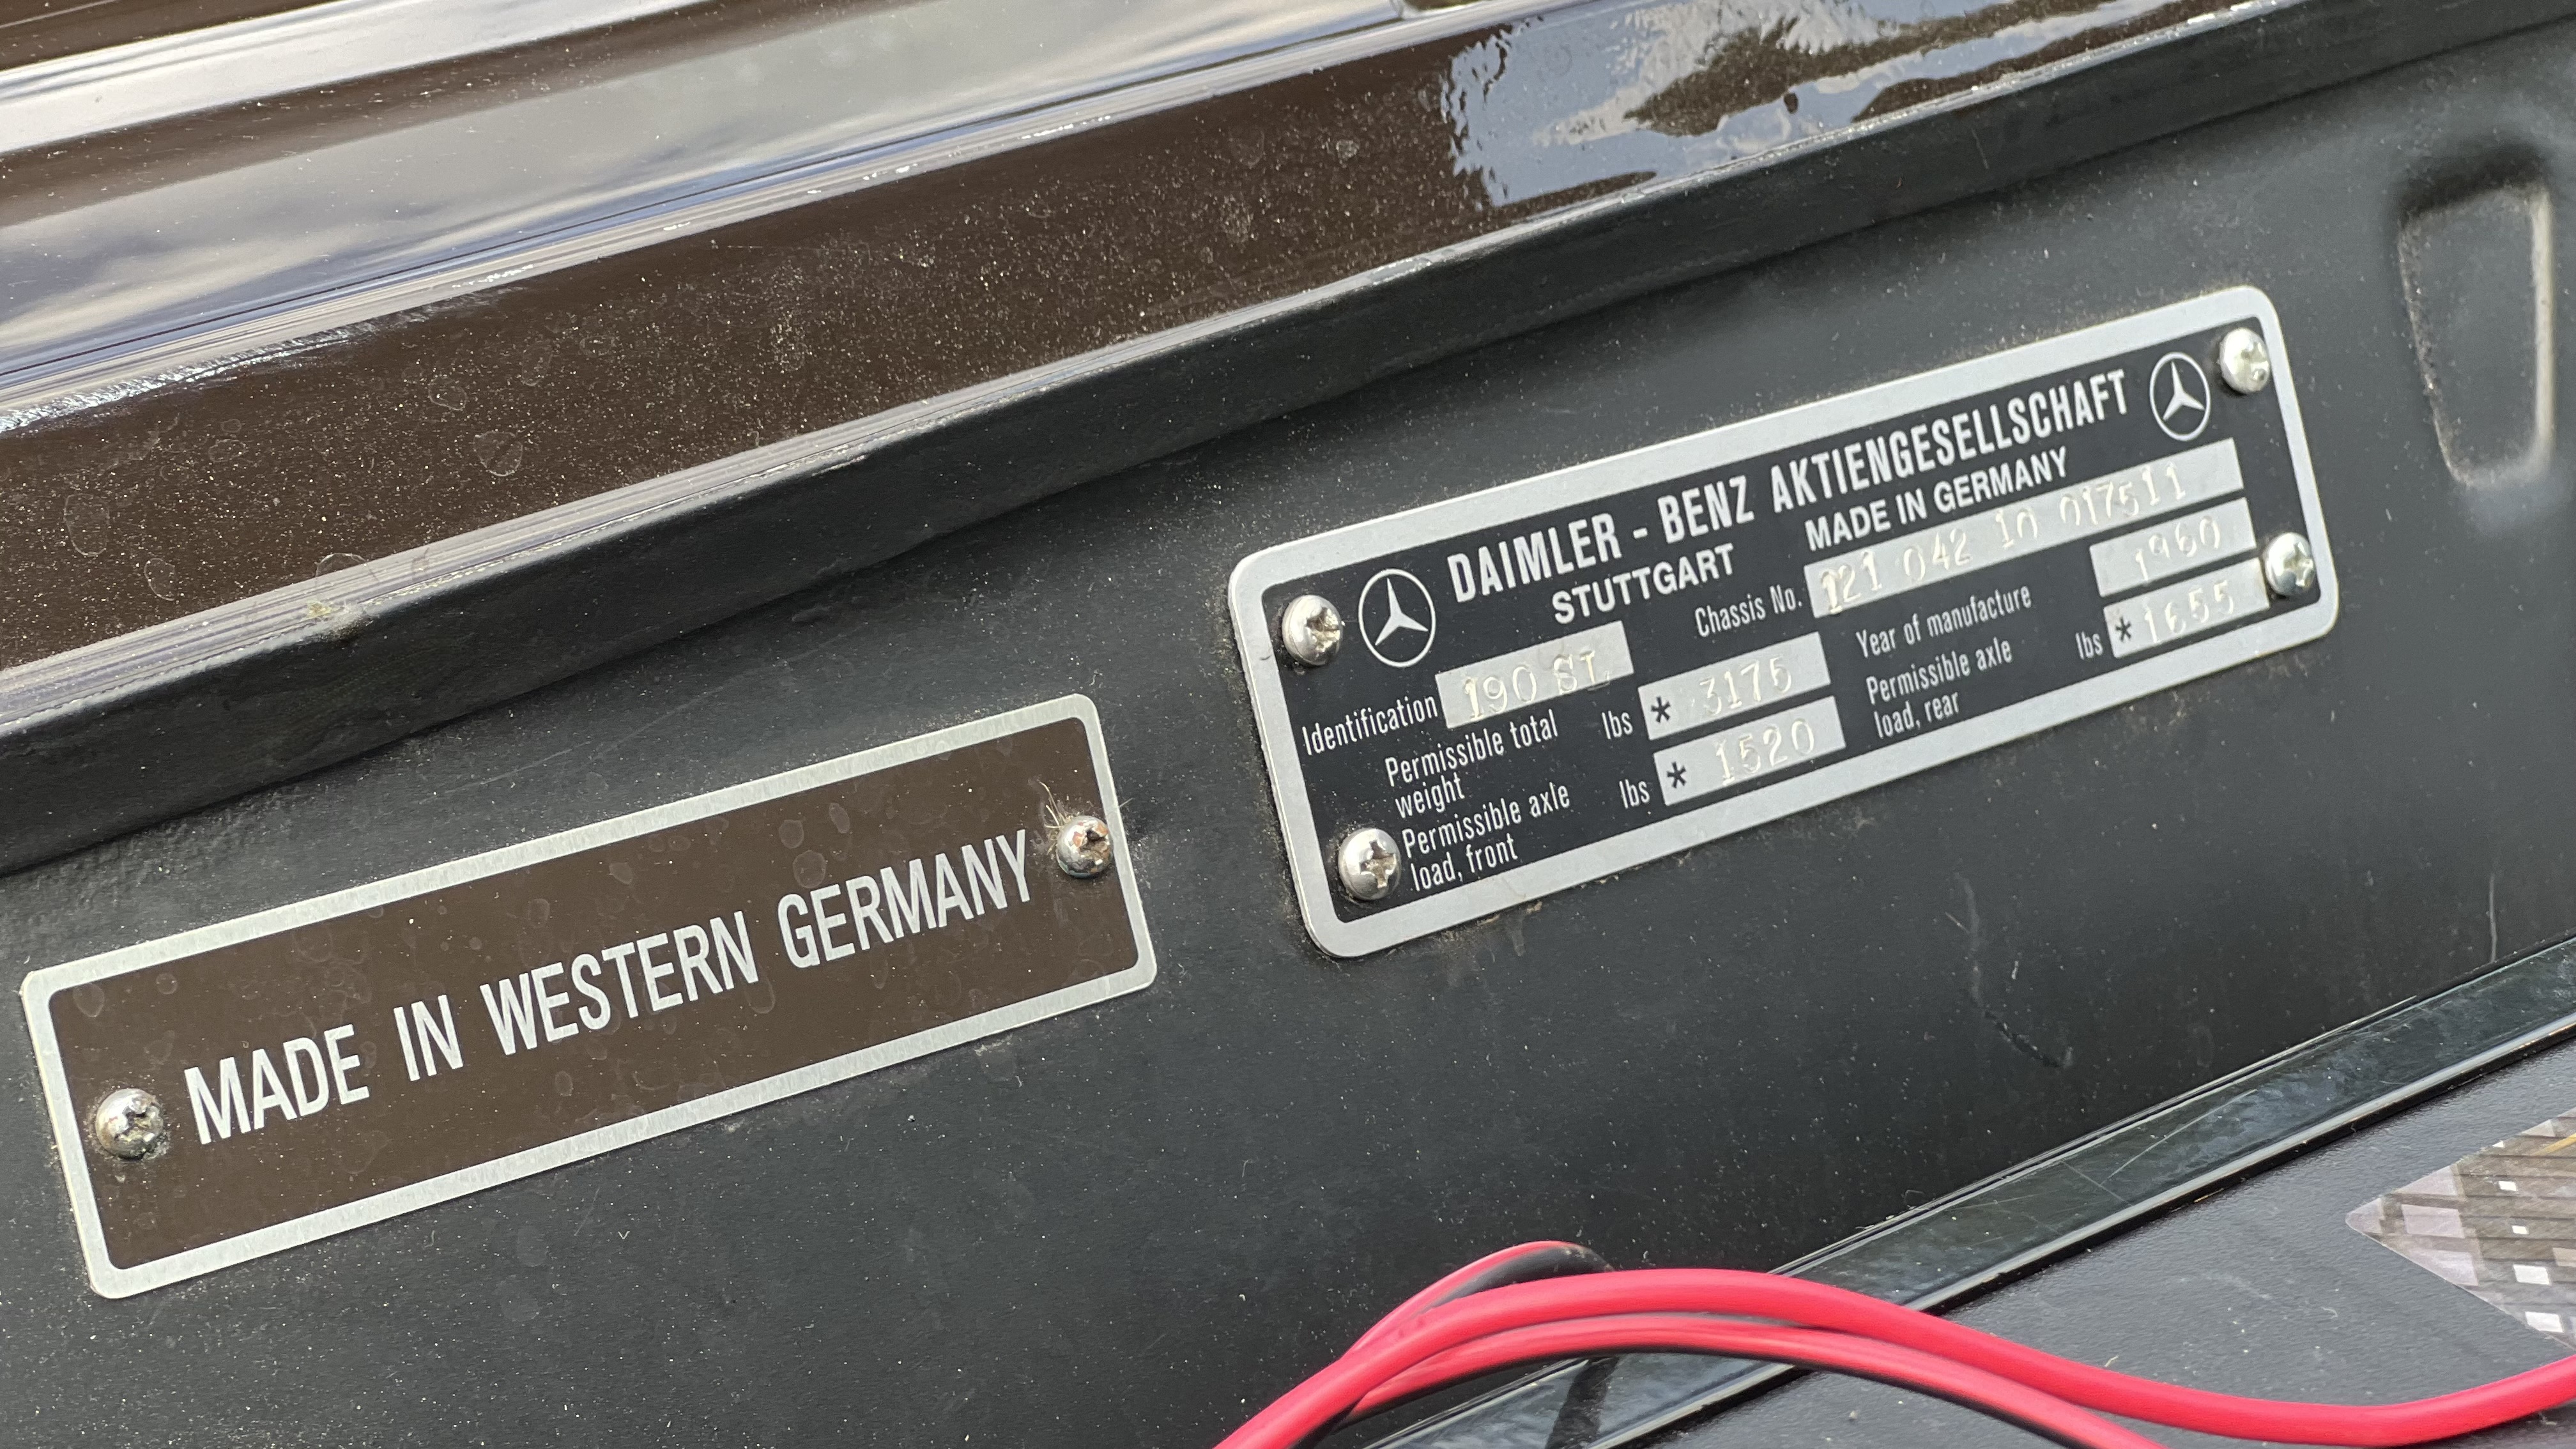 MADE IN WESTERN GERMANY
DAIMLER - BENZ AKTIENGESELLSCHAFT
STUTTGART MADE IN GERMANY
Identification 190 SL Chassis No. 121 042 10 017511
Permissible total weight lbs * 3175 Year of manufacture 1960
Permissible axle load, front lbs * 1520 Permissible axle load, rear lbs * 1655